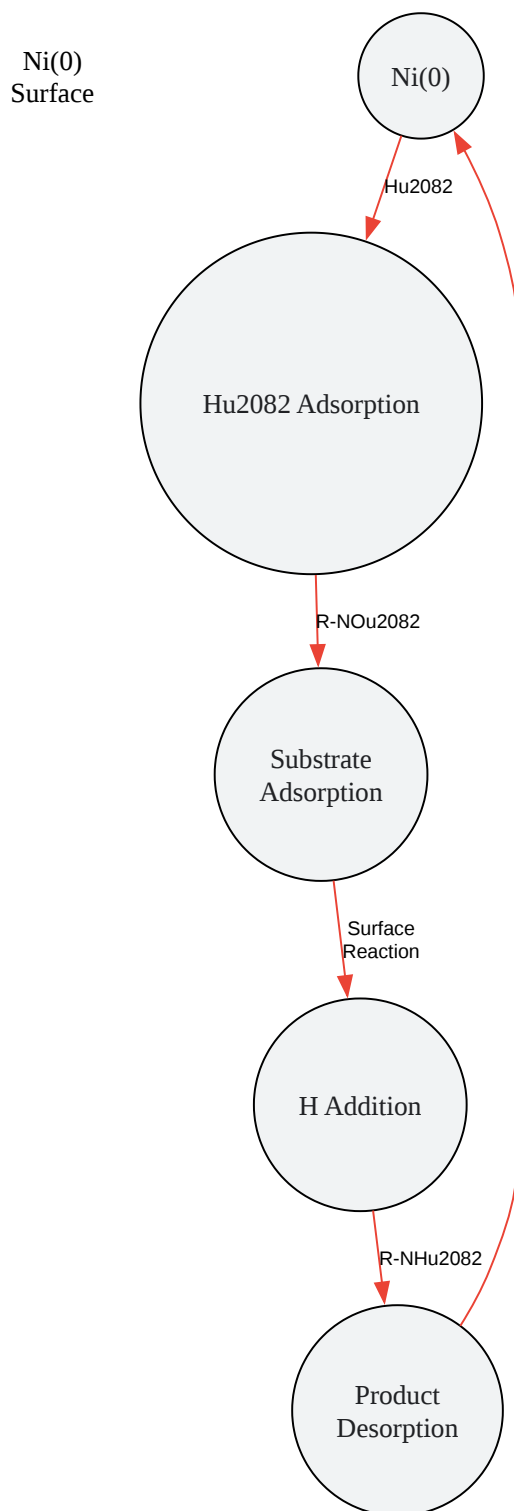 Ni(0)
Surface
Ni(0)
Hu2082
Hu2082 Adsorption
R-NOu2082
Substrate
Adsorption
Surface
Reaction
H Addition
R-NHu2082
Product
Desorption